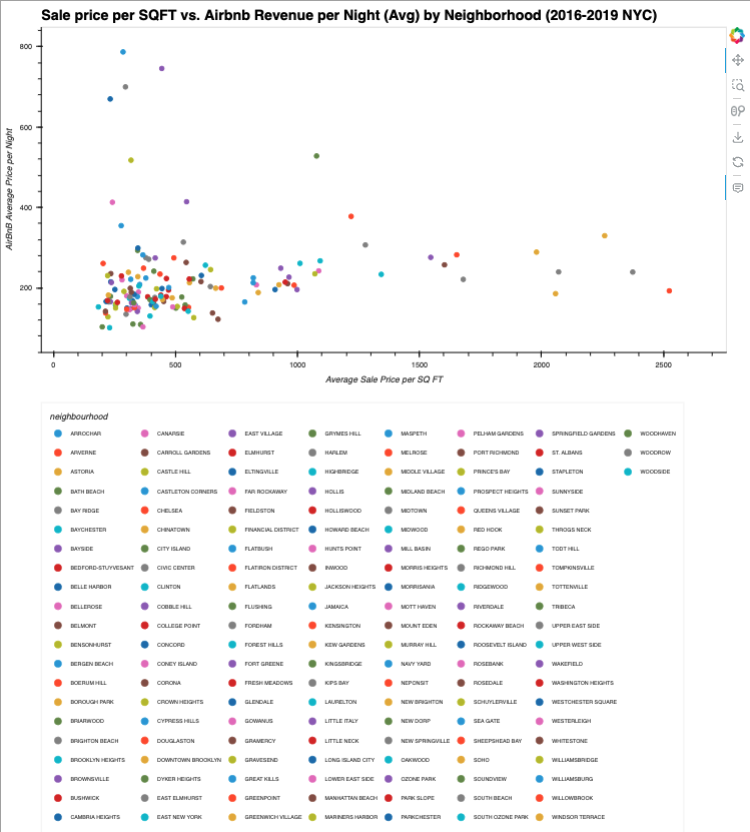 Sale price per SQFT vs. Airbnb Revenue per Night (Avg) by Neighborhood (2016-2019 NYC)
800
600
400
200
AirBnB Average Price per Night
0 500 1000 1500 2000 2500
Average Sale Price per SQ FT
neighbourhood
ARROCHAR CANARSIE EAST VILLAGE GRYMES HILL MASPETH PELHAM GARDENS SPRINGFIELD GARDENS WOODHAVEN
ARVERNE CARROLL GARDENS ELMHURST HARLEM MELROSE PORT RICHMOND ST. ALBANS WOODROW
ASTORIA CASTLE HILL ELTINGVILLE HIGHBRIDGE MIDDLE VILLAGE PRINCE'S BAY STAPLETON WOODSIDE
BATH BEACH CASTLETON CORNERS FAR ROCKAWAY HOLLIS MIDLAND BEACH PROSPECT HEIGHTS SUNNYSIDE
BAY RIDGE CHELSEA FIELDSTON HOLLISWOOD MIDTOWN QUEENS VILLAGE SUNSET PARK
BAYCHESTER CHINATOWN FINANCIAL DISTRICT HOWARD BEACH MIDWOOD RED HOOK THROGS NECK
BAYSIDE CITY ISLAND FLATBUSH HUNTS POINT MILL BASIN REGO PARK TODT HILL
BEDFORD-STUYVESANT CIVIC CENTER FLATIRON DISTRICT INWOOD MORRIS HEIGHTS RICHMOND HILL TOMPKINSVILLE
BELLE HARBOR CLINTON FLATLANDS JACKSON HEIGHTS MORRISANIA RIDGEWOOD TOTTENVILLE
BELLEROSE COBBLE HILL FLUSHING JAMAICA MOTT HAVEN RIVERDALE TRIBECA
BELMONT COLLEGE POINT FORDHAM KENSINGTON MOUNT EDEN ROCKAWAY BEACH UPPER EAST SIDE
BENSONHURST CONCORD FOREST HILLS KEW GARDENS MURRAY HILL ROOSEVELT ISLAND UPPER WEST SIDE
BERGEN BEACH CONEY ISLAND FORT GREENE KINGSBRIDGE NAVY YARD ROSEBANK WAKEFIELD
BOERUM HILL CORONA FRESH MEADOWS KIPS BAY NEPONSIT ROSEDALE WASHINGTON HEIGHTS
BOROUGH PARK CROWN HEIGHTS GLENDALE LAURELTON NEW BRIGHTON SCHUYLERVILLE WESTCHESTER SQUARE
BRIARWOOD CYPRESS HILLS GOWANUS LITTLE ITALY NEW DORP SEA GATE WESTERLEIGH
BRIGHTON BEACH DOUGLASTON GRAMERCY LITTLE NECK NEW SPRINGVILLE SHEEPSHEAD BAY WHITESTONE
BROOKLYN HEIGHTS DOWNTOWN BROOKLYN GRAVESEND LONG ISLAND CITY OAKWOOD SOHO WILLIAMSBRIDGE
BROWNSVILLE DYKER HEIGHTS GREAT KILLS LOWER EAST SIDE OZONE PARK SOUNDVIEW WILLIAMSBURG
BUSHWICK EAST ELMHURST GREENPOINT MANHATTAN BEACH PARK SLOPE SOUTH BEACH WILLOWBROOK
CAMBRIA HEIGHTS EAST NEW YORK GREENWICH VILLAGE MARINERS HARBOR PARKCHESTER SOUTH OZONE PARK WINDSOR TERRACE